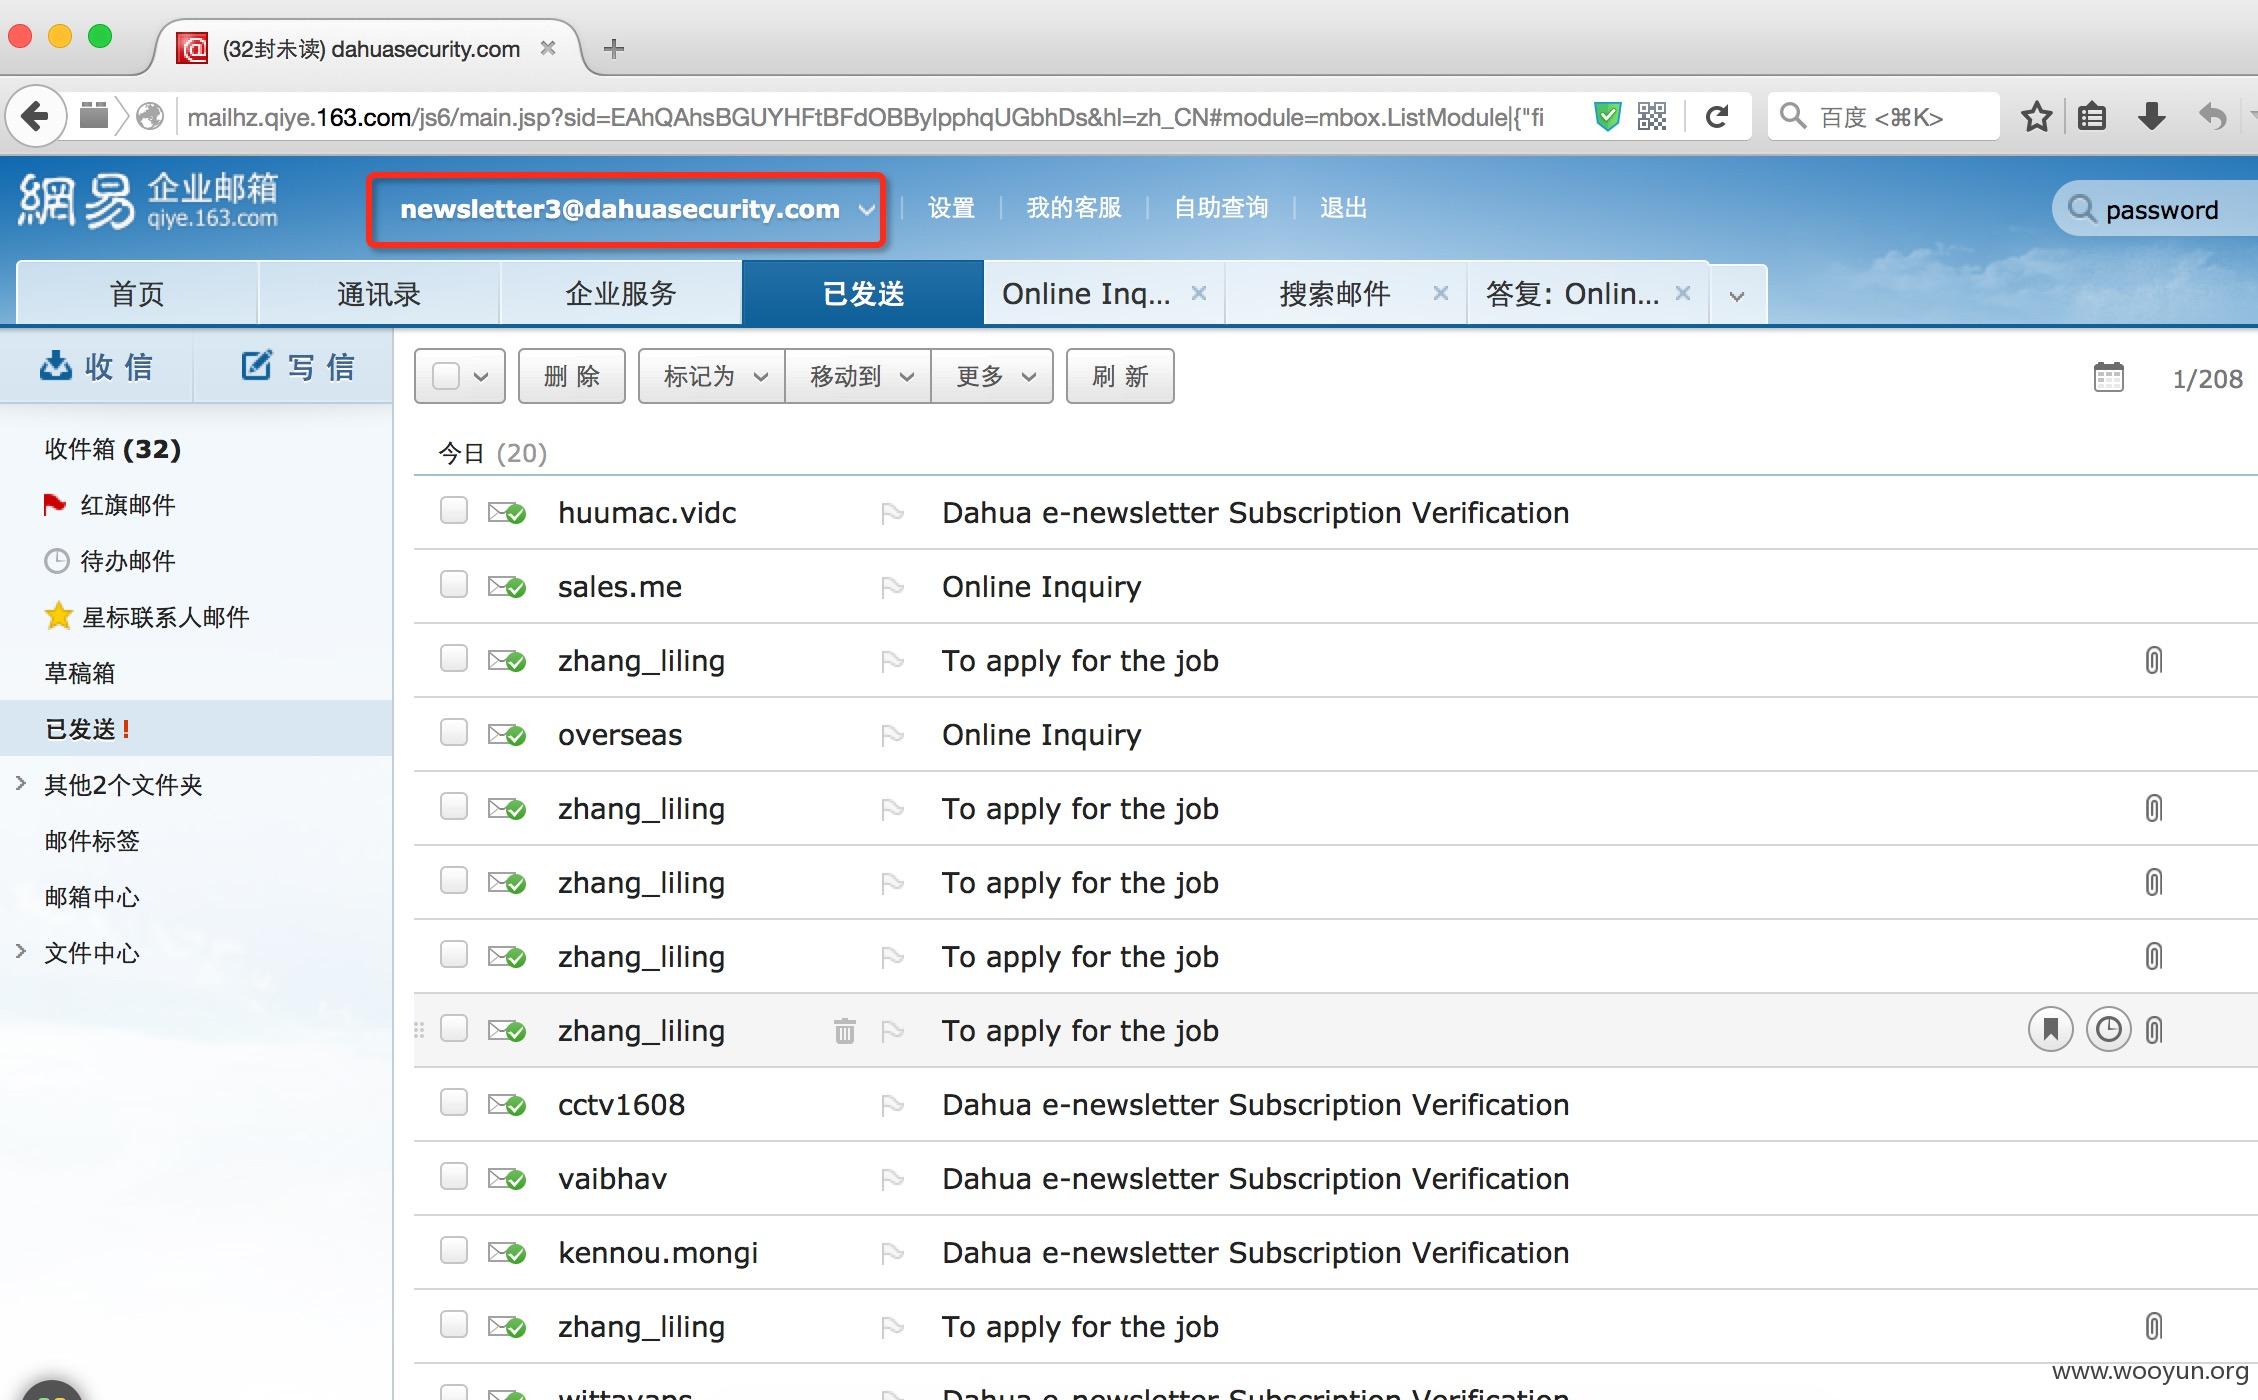 (32封未读) dahuasecurity.com
mailhz.qiye.163.com/js6/main.jsp?sid=EAhQAhsBGUYHFtBFdOBBylpphqUGbhDs&hl=zh_CN#module=mbox.ListModule|{"fi
百度 <⌘K>
網易 企业邮箱
qiye.163.com
newsletter3@dahuasecurity.com
设置 我的客服 自助查询 退出
password
首页 通讯录 企业服务 已发送 Online Inq... 搜索邮件 答复: Onlin...
收信 写信
删除 标记为 移动到 更多 刷新
1/208
收件箱 (32)
红旗邮件
待办邮件
星标联系人邮件
草稿箱
已发送!
其他2个文件夹
邮件标签
邮箱中心
文件中心
今日 (20)
huumac.vidc Dahua e-newsletter Subscription Verification
sales.me Online Inquiry
zhang_liling To apply for the job
overseas Online Inquiry
zhang_liling To apply for the job
zhang_liling To apply for the job
zhang_liling To apply for the job
zhang_liling To apply for the job
cctv1608 Dahua e-newsletter Subscription Verification
vaibhav Dahua e-newsletter Subscription Verification
kennou.mongi Dahua e-newsletter Subscription Verification
zhang_liling To apply for the job
Dahua e-newsletter Subscription Verification
www.wooyun.org